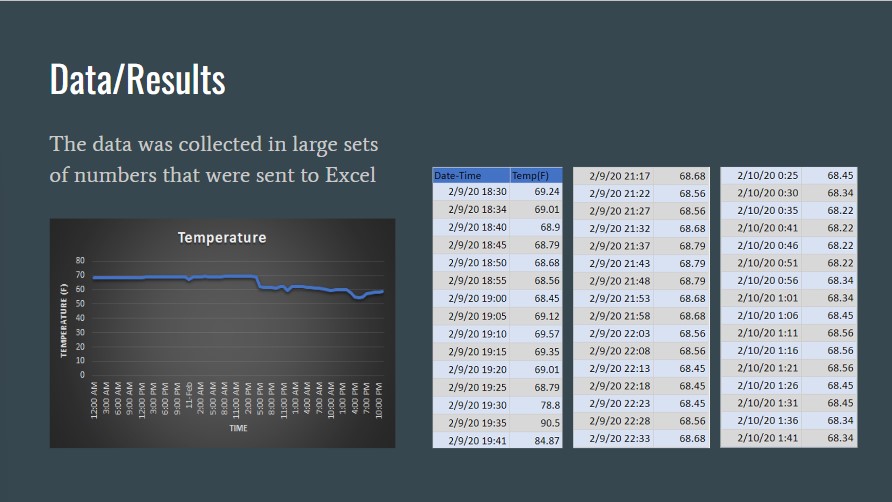 Data/Results
The data was collected in large sets
of numbers that were sent to Excel
Temperature
80
70
60
50
40
30
20
10
0
TEMPERATURE (F)
12:00 AM
3:00 AM
6:00 AM
9:00 AM
12:00 PM
3:00 PM
6:00 PM
9:00 PM
11-Feb
2:00 AM
5:00 AM
8:00 AM
11:00 AM
2:00 PM
5:00 PM
8:00 PM
11:00 PM
1:00 AM
4:00 AM
7:00 AM
10:00 AM
1:00 PM
4:00 PM
7:00 PM
10:00 PM
TIME
Date-Time Temp(F)
2/9/20 18:30 69.24
2/9/20 18:34 69.01
2/9/20 18:40 68.9
2/9/20 18:45 68.79
2/9/20 18:50 68.68
2/9/20 18:55 68.56
2/9/20 19:00 68.45
2/9/20 19:05 69.12
2/9/20 19:10 69.57
2/9/20 19:15 69.35
2/9/20 19:20 69.01
2/9/20 19:25 68.79
2/9/20 19:30 78.8
2/9/20 19:35 90.5
2/9/20 19:41 84.87
2/9/20 21:17 68.68
2/9/20 21:22 68.56
2/9/20 21:27 68.56
2/9/20 21:32 68.68
2/9/20 21:37 68.79
2/9/20 21:43 68.79
2/9/20 21:48 68.79
2/9/20 21:53 68.68
2/9/20 21:58 68.68
2/9/20 22:03 68.56
2/9/20 22:08 68.56
2/9/20 22:13 68.45
2/9/20 22:18 68.45
2/9/20 22:23 68.45
2/9/20 22:28 68.56
2/9/20 22:33 68.68
2/10/20 0:25 68.45
2/10/20 0:30 68.34
2/10/20 0:35 68.22
2/10/20 0:41 68.22
2/10/20 0:46 68.22
2/10/20 0:51 68.22
2/10/20 0:56 68.34
2/10/20 1:01 68.34
2/10/20 1:06 68.45
2/10/20 1:11 68.56
2/10/20 1:16 68.56
2/10/20 1:21 68.56
2/10/20 1:26 68.45
2/10/20 1:31 68.45
2/10/20 1:36 68.34
2/10/20 1:41 68.34